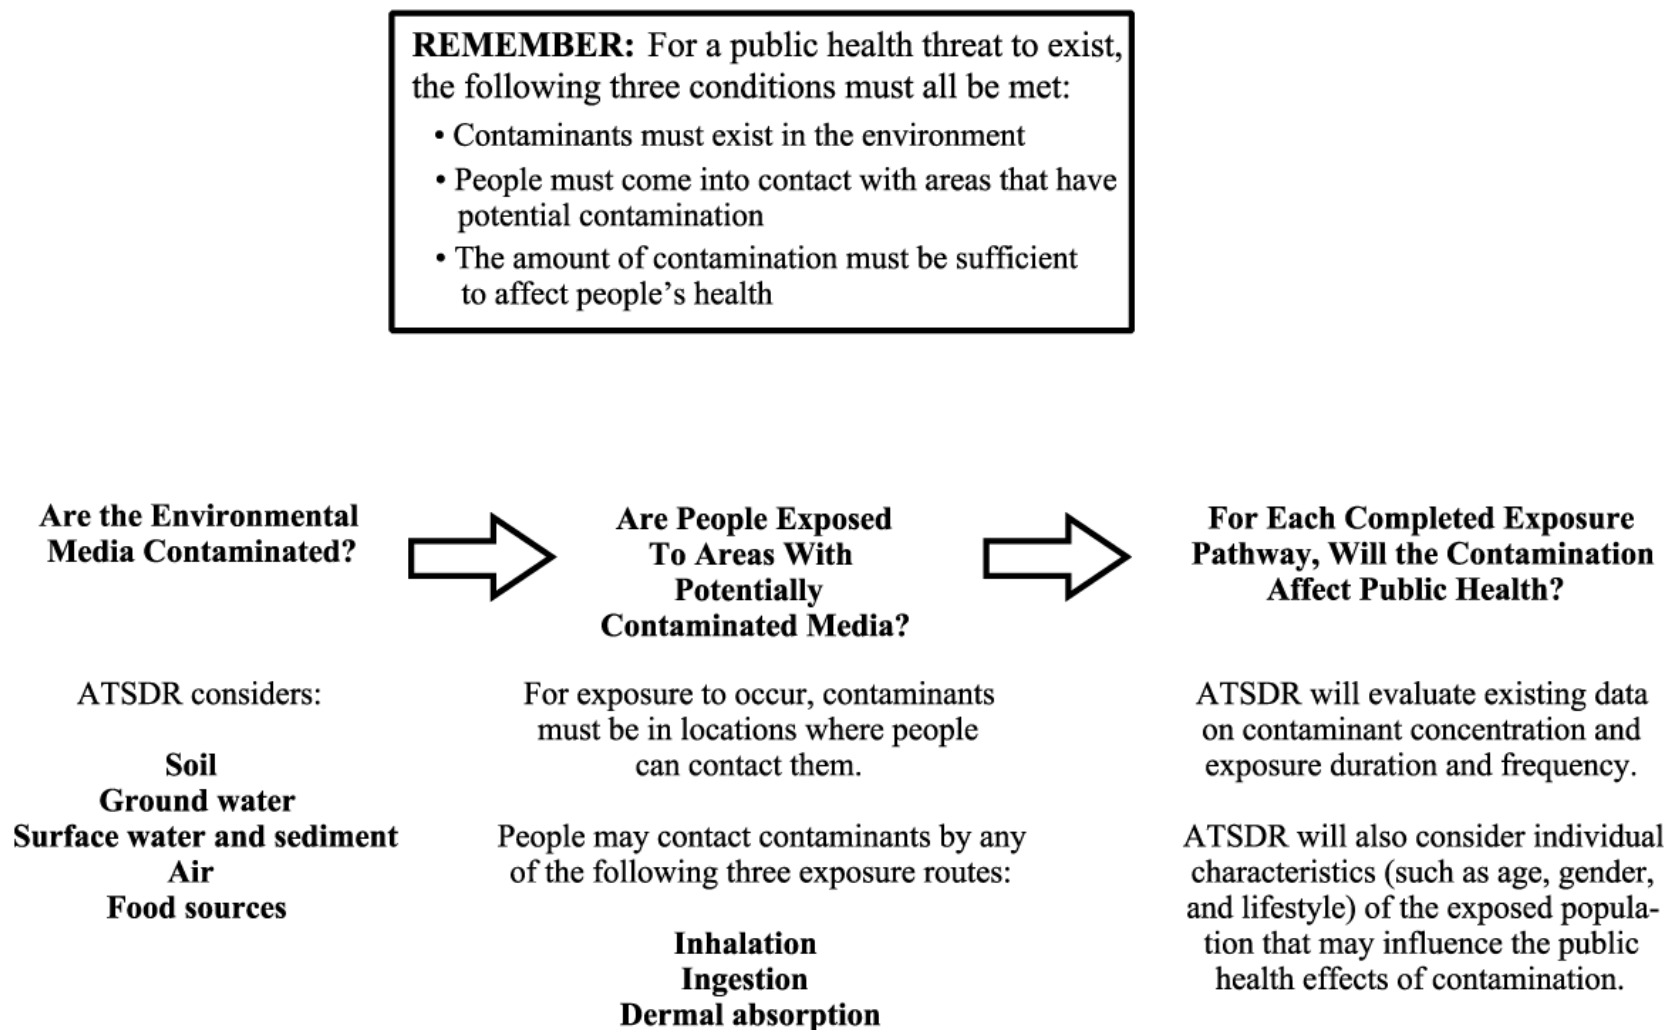 REMEMBER: For a public health threat to exist,
the following three conditions must all be met:
• Contaminants must exist in the environment
• People must come into contact with areas that have
potential contamination
• The amount of contamination must be sufficient
to affect people’s health
Are the Environmental
Media Contaminated?
ATSDR considers:
Soil
Ground water
Surface water and sediment
Air
Food sources
Are People Exposed
To Areas With
Potentially
Contaminated Media?
For exposure to occur, contaminants
must be in locations where people
can contact them.
People may contact contaminants by any
of the following three exposure routes:
Inhalation
Ingestion
Dermal absorption
For Each Completed Exposure
Pathway, Will the Contamination
Affect Public Health?
ATSDR will evaluate existing data
on contaminant concentration and
exposure duration and frequency.
ATSDR will also consider individual
characteristics (such as age, gender,
and lifestyle) of the exposed popula-
tion that may influence the public
health effects of contamination.